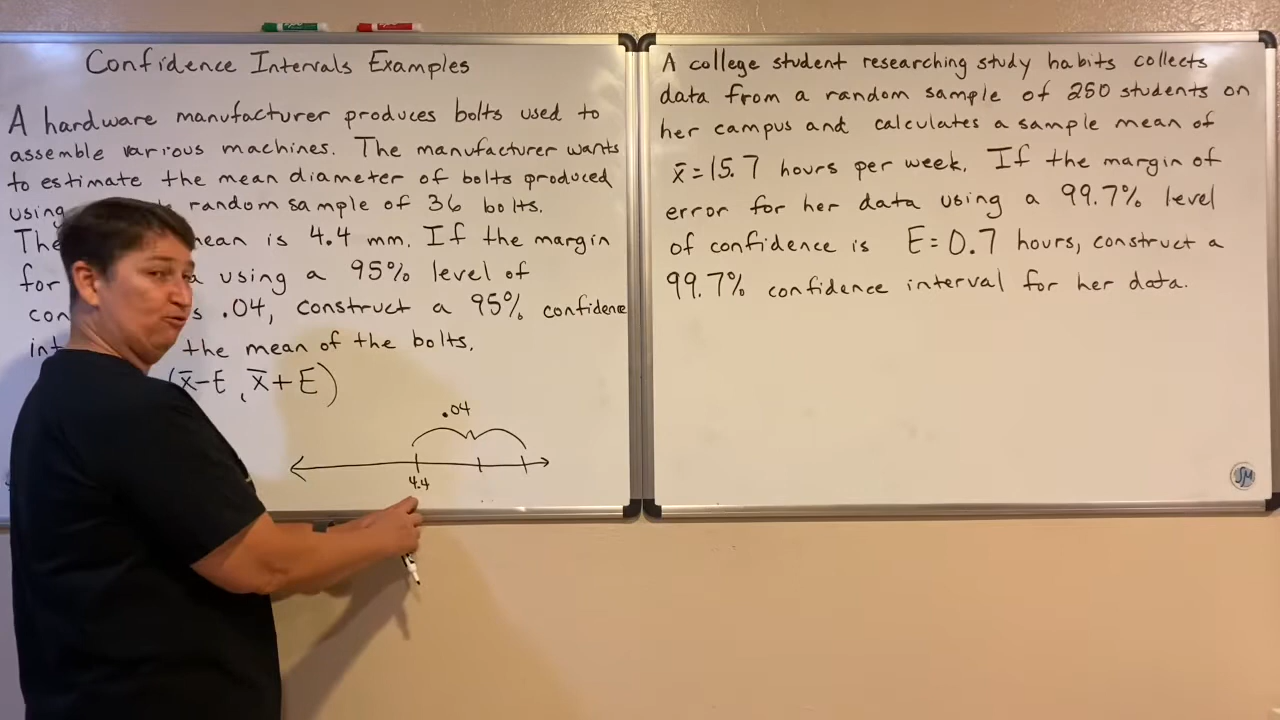 Confidence Intervals Examples
A hardware manufacturer produces bolts used to
assemble various machines. The manufacturer wants
to estimate the mean diameter of bolts produced
using random sample of 36 bolts.
The mean is 4.4 mm. If the margin
for using a 95% level of
.04, construct a 95% confidence
the mean of the bolts.
(x̄-E, x̄+E)
.04
4.4
A college student researching study habits collects
data from a random sample of 250 students on
her campus and calculates a sample mean of
x̄=15.7 hours per week. If the margin of
error for her data using a 99.7% level
of confidence is E=0.7 hours, construct a
99.7% confidence interval for her data.
SM